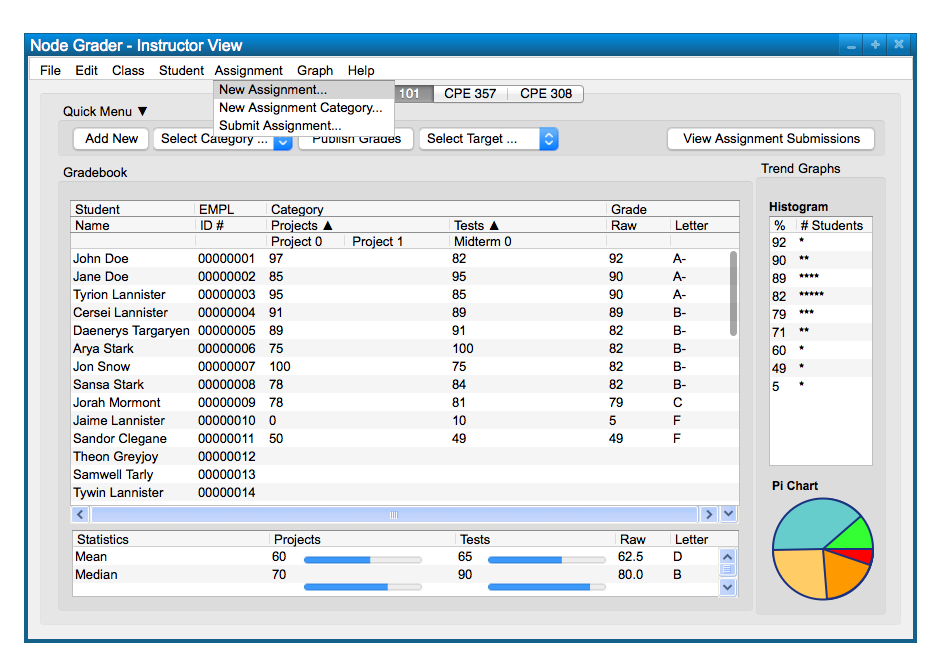 Node Grader - Instructor View
File Edit Class Student Assignment Graph Help
New Assignment...
New Assignment Category...
Submit Assignment...
101 CPE 357 CPE 308
Quick Menu ▼
Add New Select Category ... Publish Grades Select Target ... View Assignment Submissions
Gradebook
Student EMPL Category Grade
Name ID # Projects ▲ Tests ▲ Raw Letter
Project 0 Project 1 Midterm 0
John Doe 00000001 97 82 92 A-
Jane Doe 00000002 85 95 90 A-
Tyrion Lannister 00000003 95 85 90 A-
Cersei Lannister 00000004 91 89 89 B-
Daenerys Targaryen 00000005 89 91 82 B-
Arya Stark 00000006 75 100 82 B-
Jon Snow 00000007 100 75 82 B-
Sansa Stark 00000008 78 84 82 B-
Jorah Mormont 00000009 78 81 79 C
Jaime Lannister 00000010 0 10 5 F
Sandor Clegane 00000011 50 49 49 F
Theon Greyjoy 00000012
Samwell Tarly 00000013
Tywin Lannister 00000014
Statistics Projects Tests Raw Letter
Mean 60 65 62.5 D
Median 70 90 80.0 B
Trend Graphs
Histogram
% # Students
92 *
90 **
89 ****
82 *****
79 ***
71 **
60 *
49 *
5 *
Pi Chart